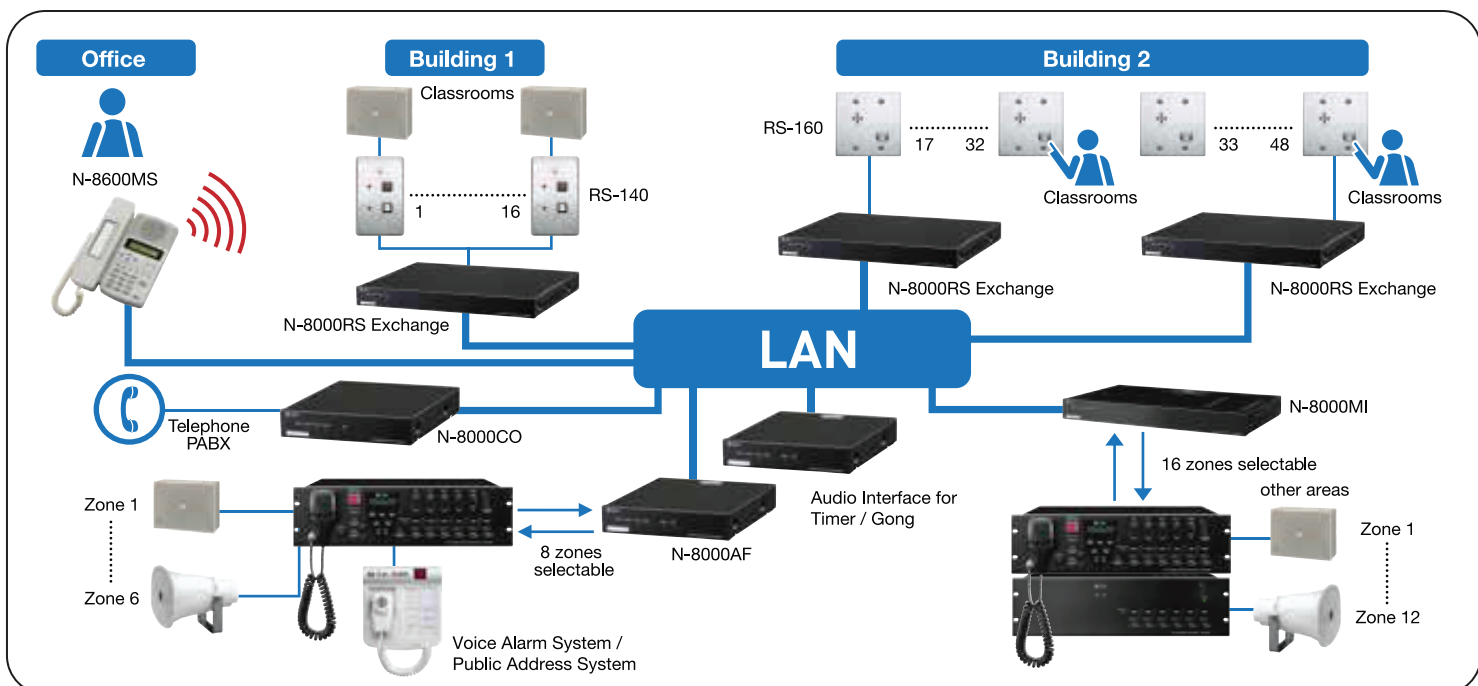 Office
Building 1
Building 2
N-8600MS
Classrooms
1
16
RS-140
N-8000RS Exchange
RS-160
17
32
Classrooms
33
48
Classrooms
N-8000RS Exchange
N-8000RS Exchange
LAN
Telephone
PABX
N-8000CO
Audio Interface for
Timer / Gong
N-8000MI
Zone 1
Zone 6
8 zones
selectable
N-8000AF
Voice Alarm System /
Public Address System
16 zones selectable
other areas
Zone 1
Zone 12